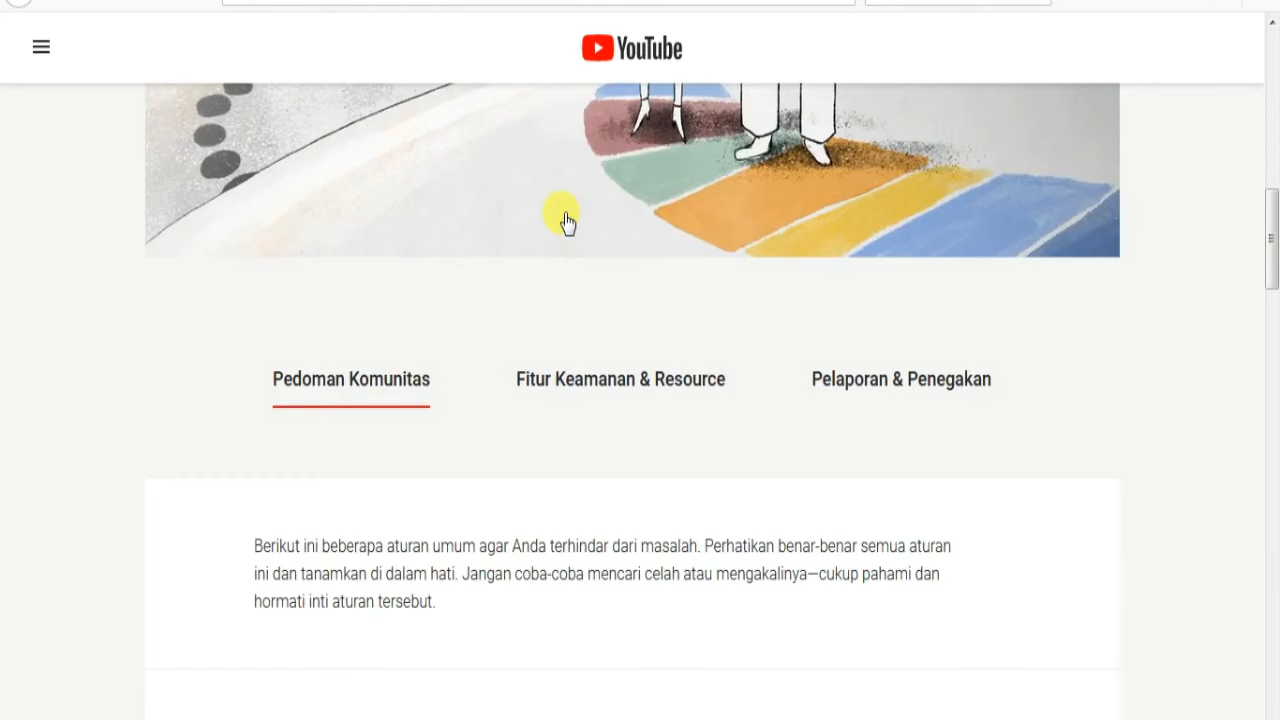 YouTube
Pedoman Komunitas
Fitur Keamanan & Resource
Pelaporan & Penegakan
Berikut ini beberapa aturan umum agar Anda terhindar dari masalah. Perhatikan benar-benar semua aturan
ini dan tanamkan di dalam hati. Jangan coba-coba mencari celah atau mengakalinya—cukup pahami dan
hormati inti aturan tersebut.